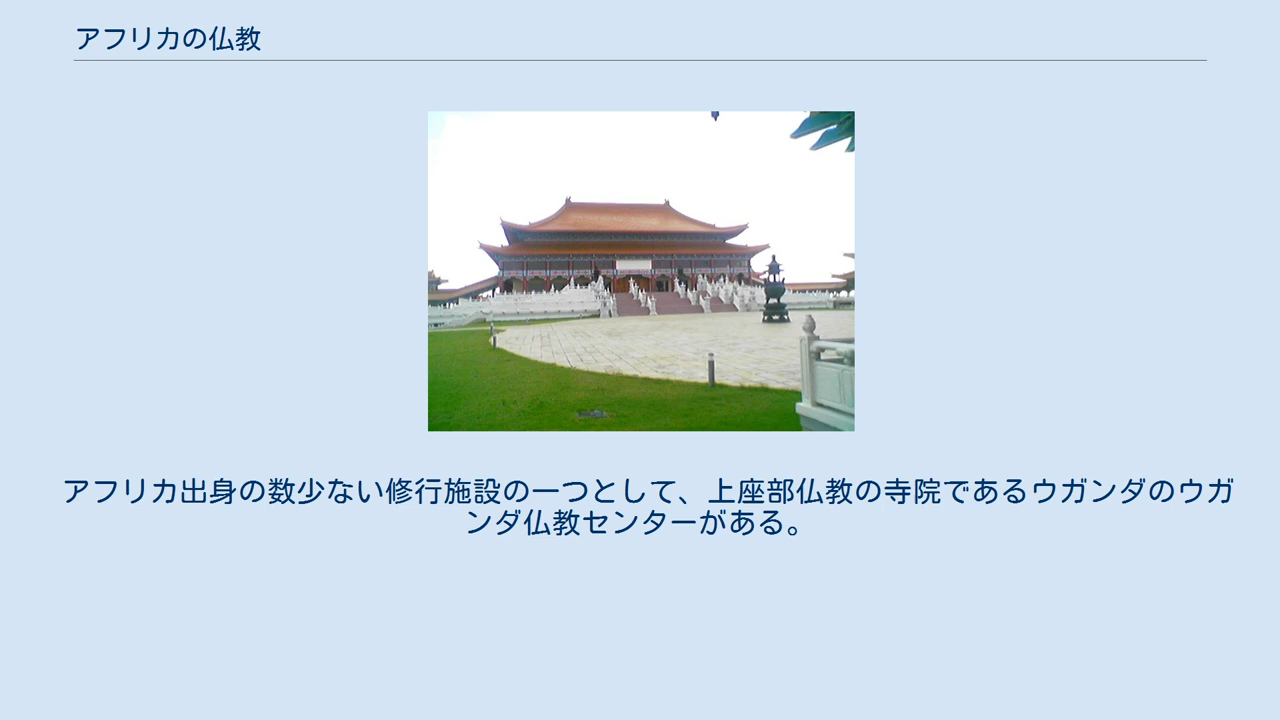 アフリカの仏教
アフリカ出身の数少ない修行施設の一つとして、上座部仏教の寺院であるウガンダのウガ
ンダ仏教センターがある。